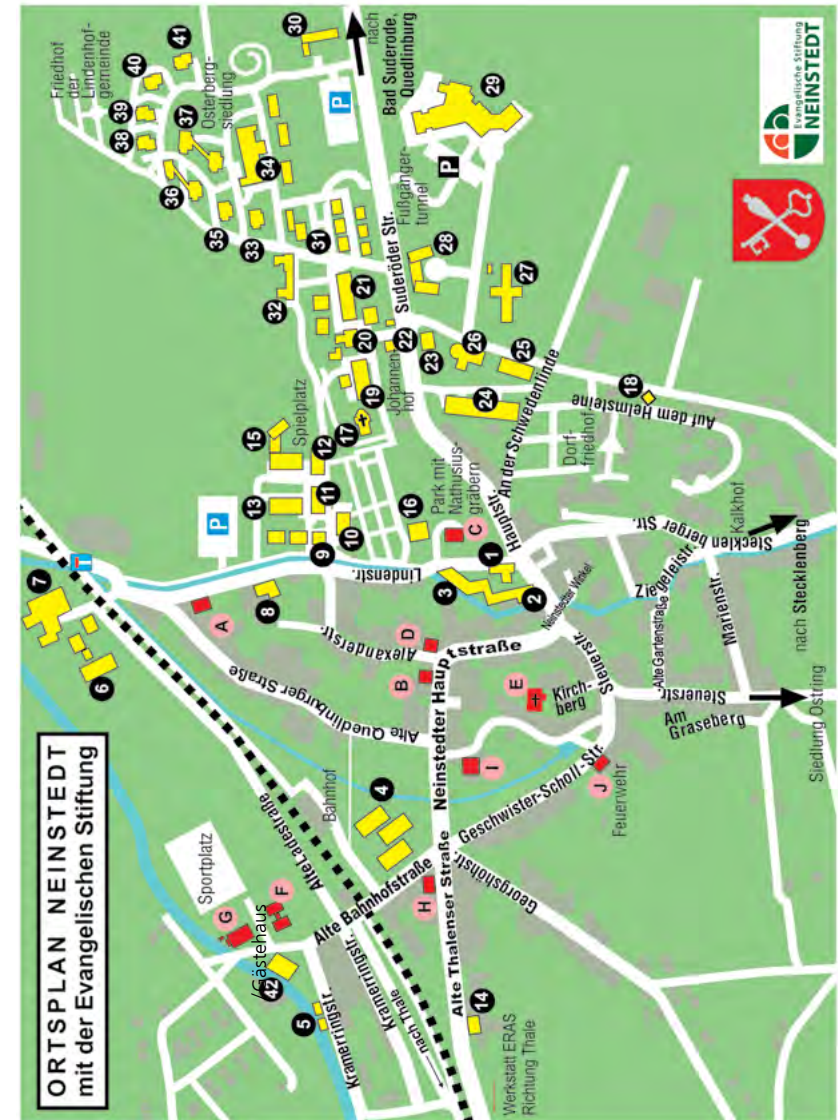 ORTSPLAN NEINSTEDT
mit der Evangelischen Stiftung
Evangelische Stiftung
NEINSTEDT
Friedhof
der
Lindenhof-
gemeinde
Osterberg-
siedlung
nach
Bad Suderode,
Quedlinburg
P
P
P
Fußgänger-
tunnel
Suderöder Str.
Spielplatz
Johannen-
hof
Park mit
Nathusius-
gräbern
Hauptstr.
An der Schwedenlinde
Auf dem Helmsteine
Dorf-
friedhof
Lindenstr.
Neinstedter Winkel
Stecklenberger Str.
Kalkhof
Ziegeleistr.
Alte Gartenstraße
Marienstr.
nach Stecklenberg
Steuerstr.
Steuerstr.
Am
Graseberg
Siedlung Ostring
Alexanderstr.
Alte Quedlinburger Straße
Neinstedter Hauptstraße
Kirch-
berg
Geschwister-Scholl-Str.
Feuerwehr
Georgshöhstr.
Bahnhof
Alte Ladestraße
Sportplatz
/Gästehaus
Alte Bahnhofstraße
Kramerringstr.
Kramerringstr.
nach Thale
Alte Thalenser Straße
Werkstatt ERAS
Richtung Thale
1
2
3
4
5
6
7
8
9
10
11
12
13
14
15
16
17
18
19
20
21
22
23
24
25
26
27
28
29
30
31
32
33
34
35
36
37
38
39
40
41
42
A
B
C
D
E
F
G
H
I
J